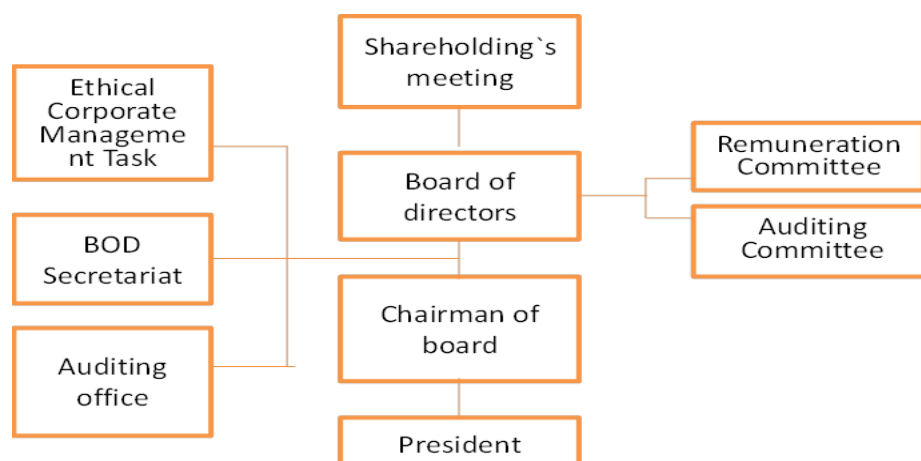 Shareholding`s
meeting
Ethical
Corporate
Manageme
nt Task
Board of
directors
Remuneration
Committee
Auditing
Committee
BOD
Secretariat
Chairman of
board
Auditing
office
President